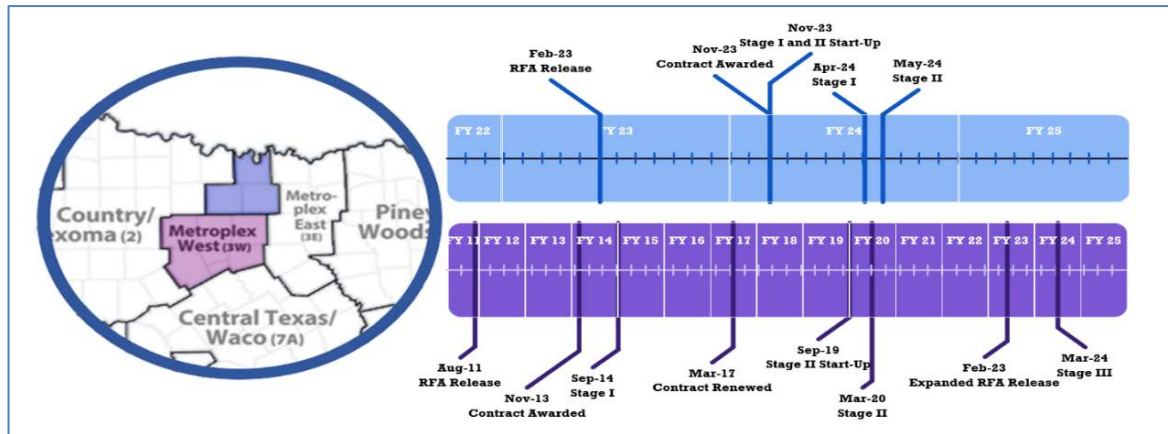 Country/
exoma (2)
Metroplex
West (3W)
Metro-
plex
East
(3E)
Piney
Woods
Central Texas/
Waco (7A)
Feb-23
RFA Release
Nov-23
Contract Awarded
Nov-23
Stage I and II Start-Up
Apr-24
Stage I
May-24
Stage II
FY 22
FY 23
FY 24
FY 25
FY 11
FY 12
FY 13
FY 14
FY 15
FY 16
FY 17
FY 18
FY 19
FY 20
FY 21
FY 22
FY 23
FY 24
FY 25
Aug-11
RFA Release
Nov-13
Contract Awarded
Sep-14
Stage I
Mar-17
Contract Renewed
Sep-19
Stage II Start-Up
Mar-20
Stage II
Feb-23
Expanded RFA Release
Mar-24
Stage III